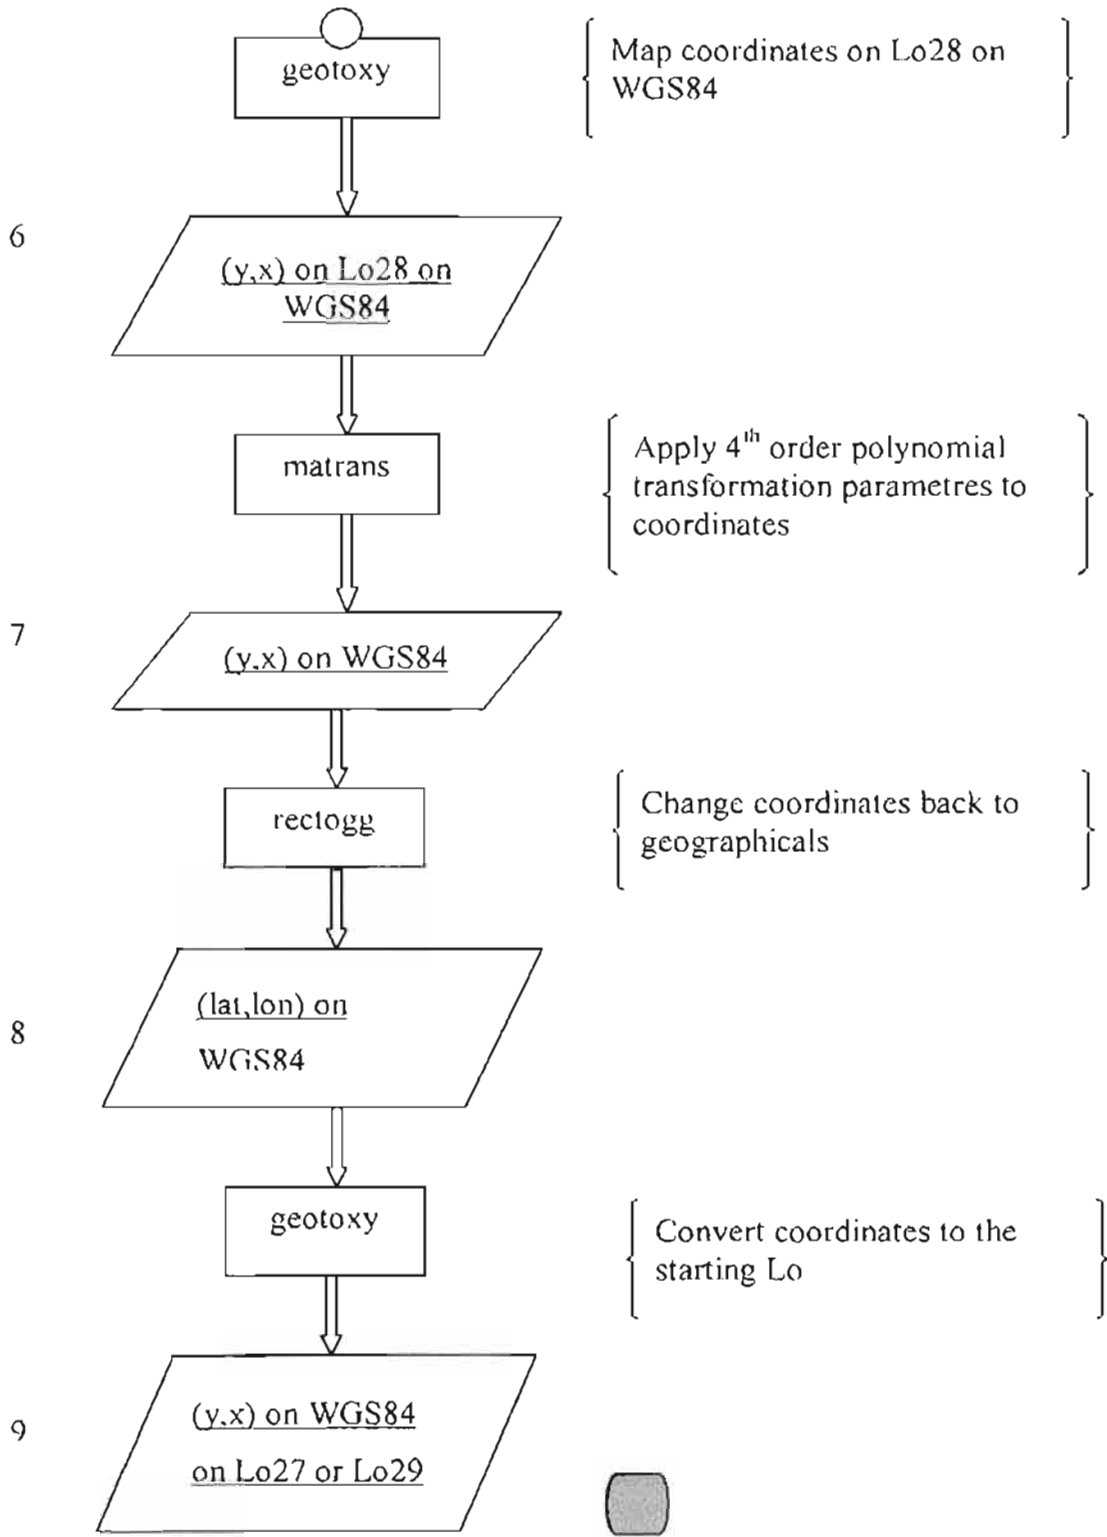 geotoxy
Map coordinates on Lo28 on
WGS84
6
(y,x) on Lo28 on
WGS84
matrans
Apply 4th order polynomial
transformation parametres to
coordinates
7
(y,x) on WGS84
rectogg
Change coordinates back to
geographicals
8
(lat,lon) on
WGS84
geotoxy
Convert coordinates to the
starting Lo
9
(y,x) on WGS84
on Lo27 or Lo29